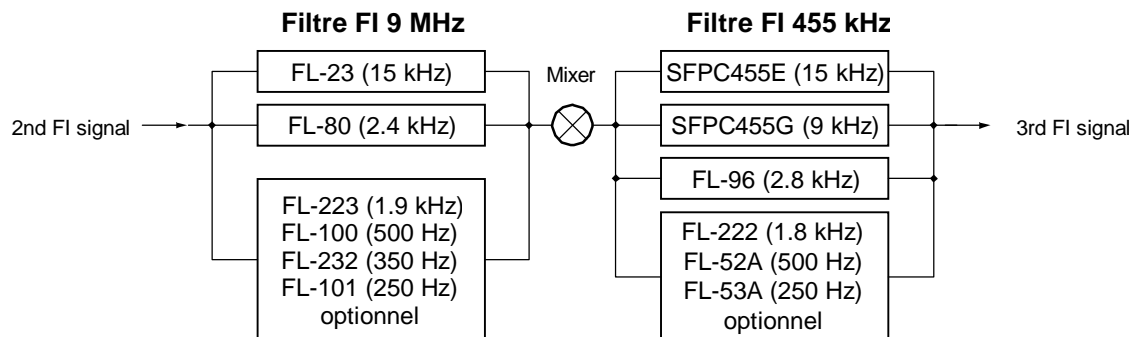 Filtre FI 9 MHz
Filtre FI 455 kHz
FL-23 (15 kHz)
Mixer
SFPC455E (15 kHz)
2nd FI signal
FL-80 (2.4 kHz)
SFPC455G (9 kHz)
3rd FI signal
FL-96 (2.8 kHz)
FL-223 (1.9 kHz)
FL-100 (500 Hz)
FL-232 (350 Hz)
FL-101 (250 Hz)
optionnel
FL-222 (1.8 kHz)
FL-52A (500 Hz)
FL-53A (250 Hz)
optionnel